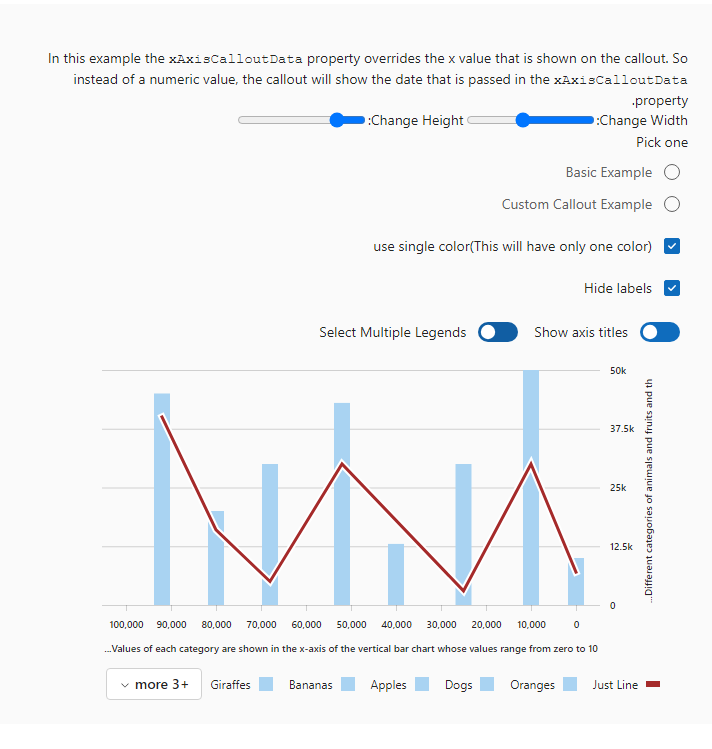 In this example the xAxisCalloutData property overrides the x value that is shown on the callout. So
instead of a numeric value, the callout will show the date that is passed in the xAxisCalloutData
.property
:Change Height :Change Width
Pick one
Basic Example
Custom Callout Example
use single color(This will have only one color)
Hide labels
Select Multiple Legends Show axis titles
50k
37.5k
25k
12.5k
0
...Different categories of animals and fruits and th
100,000 90,000 80,000 70,000 60,000 50,000 40,000 30,000 20,000 10,000 0
...Values of each category are shown in the x-axis of the vertical bar chart whose values range from zero to 10
more 3+ Giraffes Bananas Apples Dogs Oranges Just Line